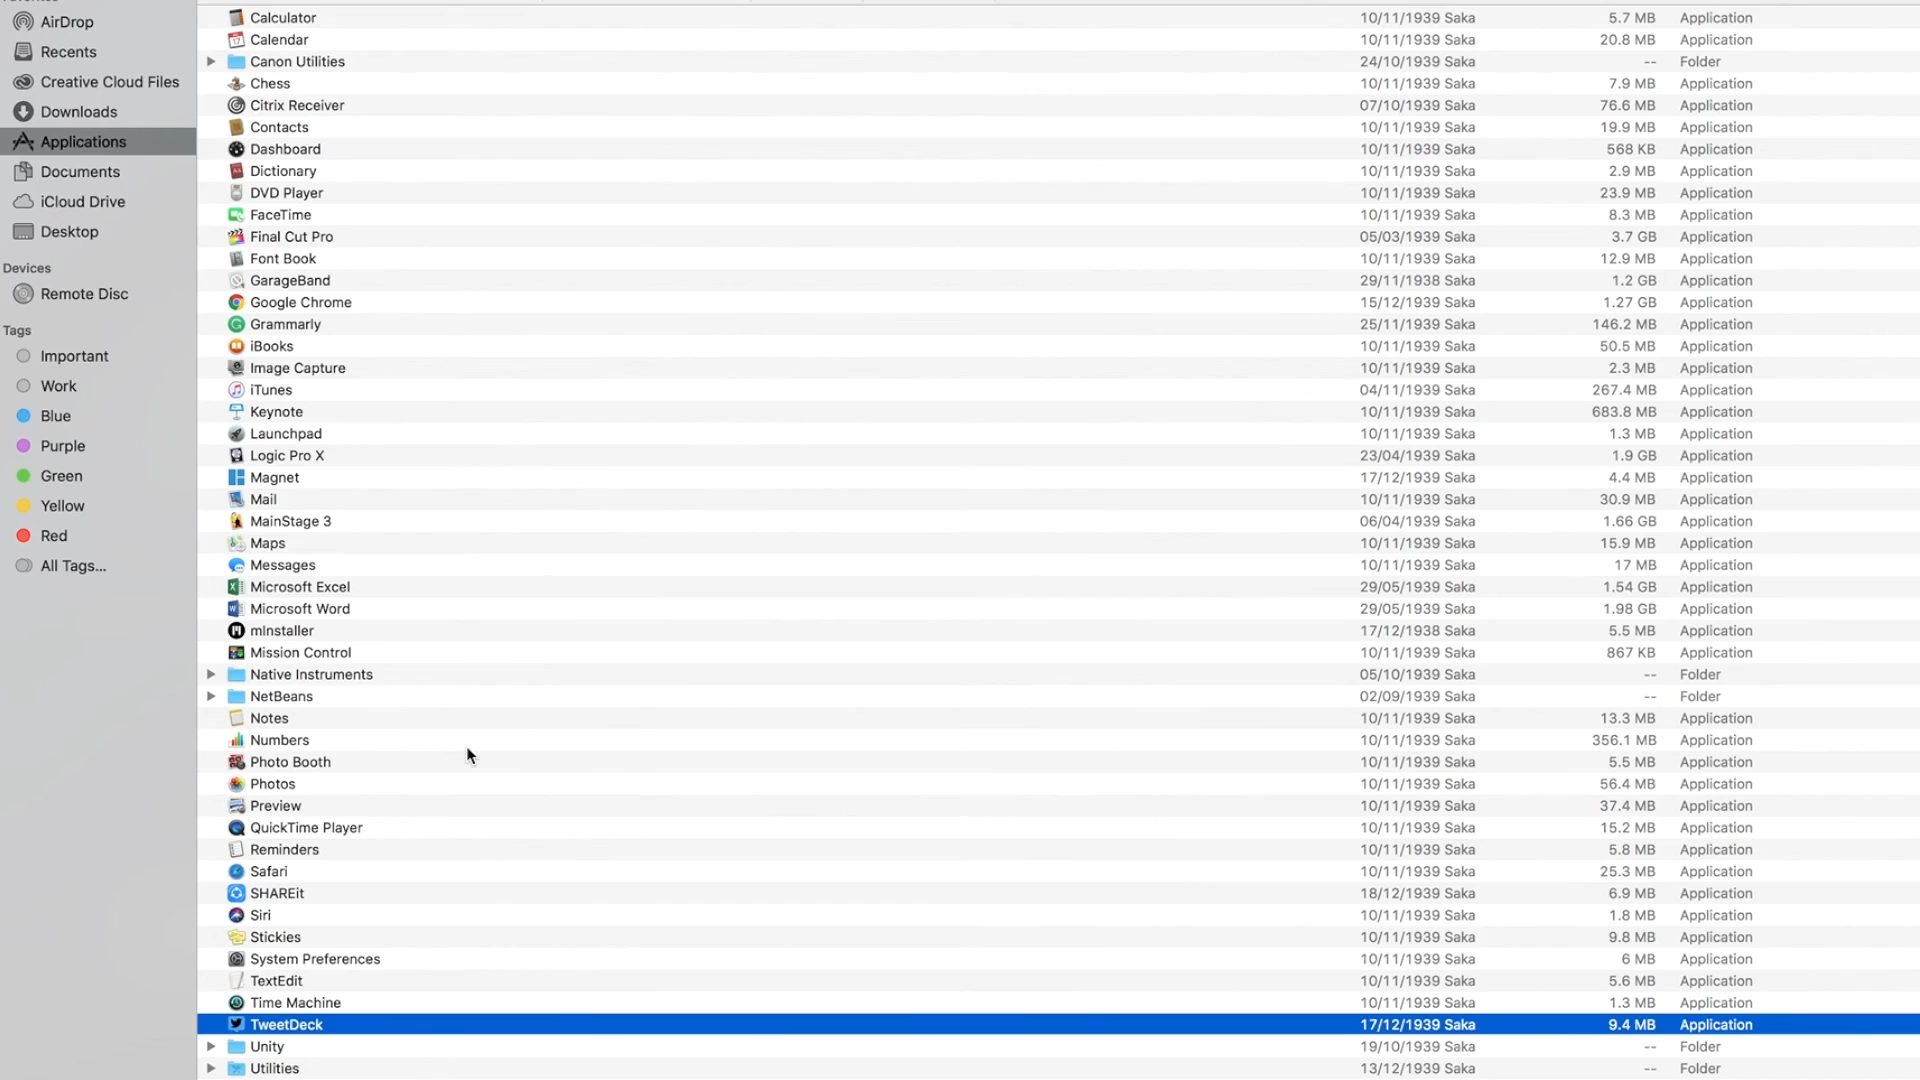 AirDrop
Recents
Creative Cloud Files
Downloads
Applications
Documents
iCloud Drive
Desktop
Devices
Remote Disc
Tags
Important
Work
Blue
Purple
Green
Yellow
Red
All Tags...
Calculator 10/11/1939 Saka 5.7 MB Application
Calendar 10/11/1939 Saka 20.8 MB Application
Canon Utilities 24/10/1939 Saka -- Folder
Chess 10/11/1939 Saka 7.9 MB Application
Citrix Receiver 07/10/1939 Saka 76.6 MB Application
Contacts 10/11/1939 Saka 19.9 MB Application
Dashboard 10/11/1939 Saka 568 KB Application
Dictionary 10/11/1939 Saka 2.9 MB Application
DVD Player 10/11/1939 Saka 23.9 MB Application
FaceTime 10/11/1939 Saka 8.3 MB Application
Final Cut Pro 05/03/1939 Saka 3.7 GB Application
Font Book 10/11/1939 Saka 12.9 MB Application
GarageBand 29/11/1938 Saka 1.2 GB Application
Google Chrome 15/12/1939 Saka 1.27 GB Application
Grammarly 25/11/1939 Saka 146.2 MB Application
iBooks 10/11/1939 Saka 50.5 MB Application
Image Capture 10/11/1939 Saka 2.3 MB Application
iTunes 04/11/1939 Saka 267.4 MB Application
Keynote 10/11/1939 Saka 683.8 MB Application
Launchpad 10/11/1939 Saka 1.3 MB Application
Logic Pro X 23/04/1939 Saka 1.9 GB Application
Magnet 17/12/1939 Saka 4.4 MB Application
Mail 10/11/1939 Saka 30.9 MB Application
MainStage 3 06/04/1939 Saka 1.66 GB Application
Maps 10/11/1939 Saka 15.9 MB Application
Messages 10/11/1939 Saka 17 MB Application
Microsoft Excel 29/05/1939 Saka 1.54 GB Application
Microsoft Word 29/05/1939 Saka 1.98 GB Application
mInstaller 17/12/1938 Saka 5.5 MB Application
Mission Control 10/11/1939 Saka 867 KB Application
Native Instruments 05/10/1939 Saka -- Folder
NetBeans 02/09/1939 Saka -- Folder
Notes 10/11/1939 Saka 13.3 MB Application
Numbers 10/11/1939 Saka 356.1 MB Application
Photo Booth 10/11/1939 Saka 5.5 MB Application
Photos 10/11/1939 Saka 56.4 MB Application
Preview 10/11/1939 Saka 37.4 MB Application
QuickTime Player 10/11/1939 Saka 15.2 MB Application
Reminders 10/11/1939 Saka 5.8 MB Application
Safari 10/11/1939 Saka 25.3 MB Application
SHAREit 18/12/1939 Saka 6.9 MB Application
Siri 10/11/1939 Saka 1.8 MB Application
Stickies 10/11/1939 Saka 9.8 MB Application
System Preferences 10/11/1939 Saka 6 MB Application
TextEdit 10/11/1939 Saka 5.6 MB Application
Time Machine 10/11/1939 Saka 1.3 MB Application
TweetDeck 17/12/1939 Saka 9.4 MB Application
Unity 19/10/1939 Saka -- Folder
Utilities 13/12/1939 Saka -- Folder